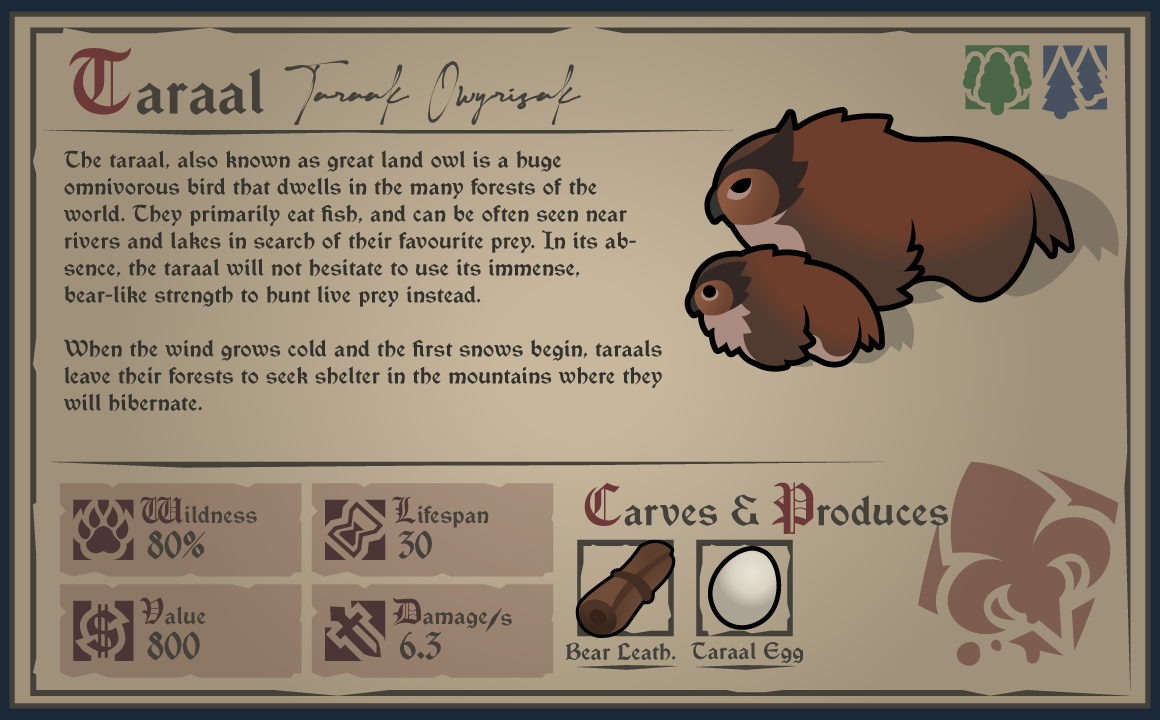 Taraal Taraak Owyrisak
The taraal, also known as great land owl is a huge
omnivorous bird that dwells in the many forests of the
world. They primarily eat fish, and can be often seen near
rivers and lakes in search of their favourite prey. In its ab-
sence, the taraal will not hesitate to use its immense,
bear-like strength to hunt live prey instead.
When the wind grows cold and the first snows begin, taraals
leave their forests to seek shelter in the mountains where they
will hibernate.
Wildness
80%
Lifespan
30
Value
800
Damage/s
6.3
Carves & Produces
Bear Leath.
Taraal Egg